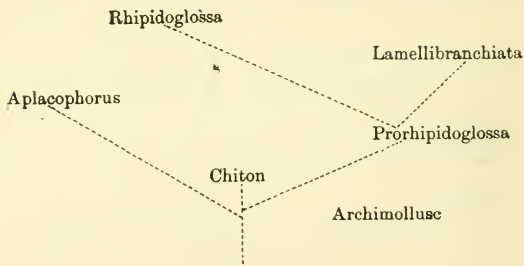 Rhipidoglossa
Lamellibranchiata
Aplacophorus
Prorhipidoglossa
Chiton
Archimollusc